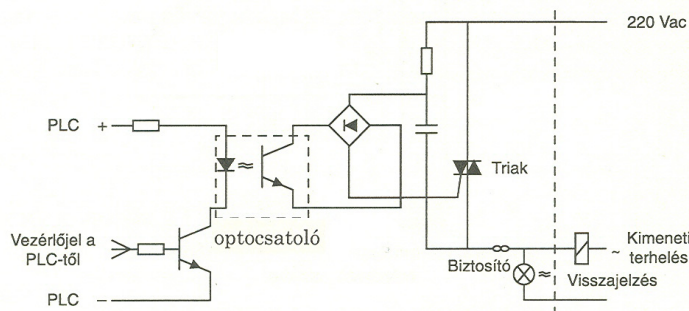 220 Vac
PLC +
Triak
optocsatoló
Vezérlőjel a
PLC-től
Biztosító
Kimeneti
~ terhelés
Visszajelzés
PLC –